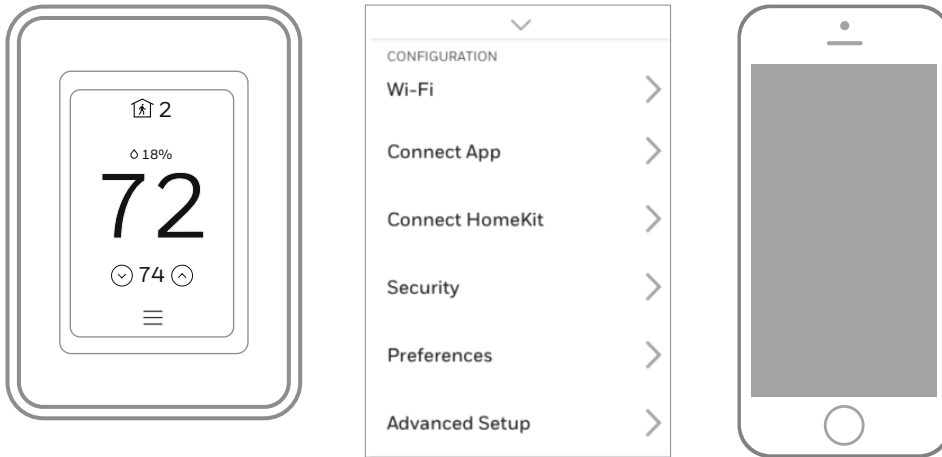 2
18%
72
74
CONFIGURATION
Wi-Fi
Connect App
Connect HomeKit
Security
Preferences
Advanced Setup